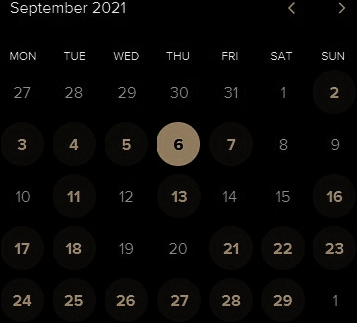 September 2021
MON TUE WED THU FRI SAT SUN
27 28 29 30 31 1 2
3 4 5 6 7 8 9
10 11 12 13 14 15 16
17 18 19 20 21 22 23
24 25 26 27 28 29 1